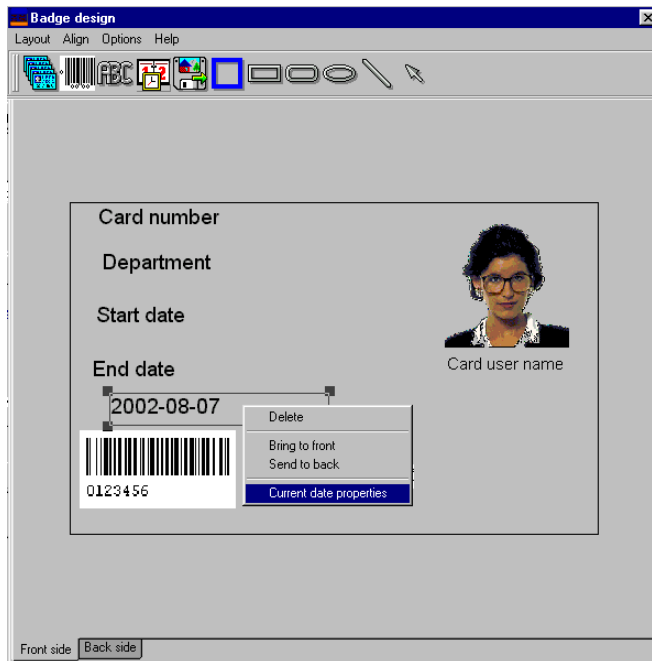 Badge design
Layout Align Options Help
ABC
Card number
Department
Start date
End date
Card user name
2002-08-07
Delete
Bring to front
Send to back
Current date properties
0123456
Front side Back side